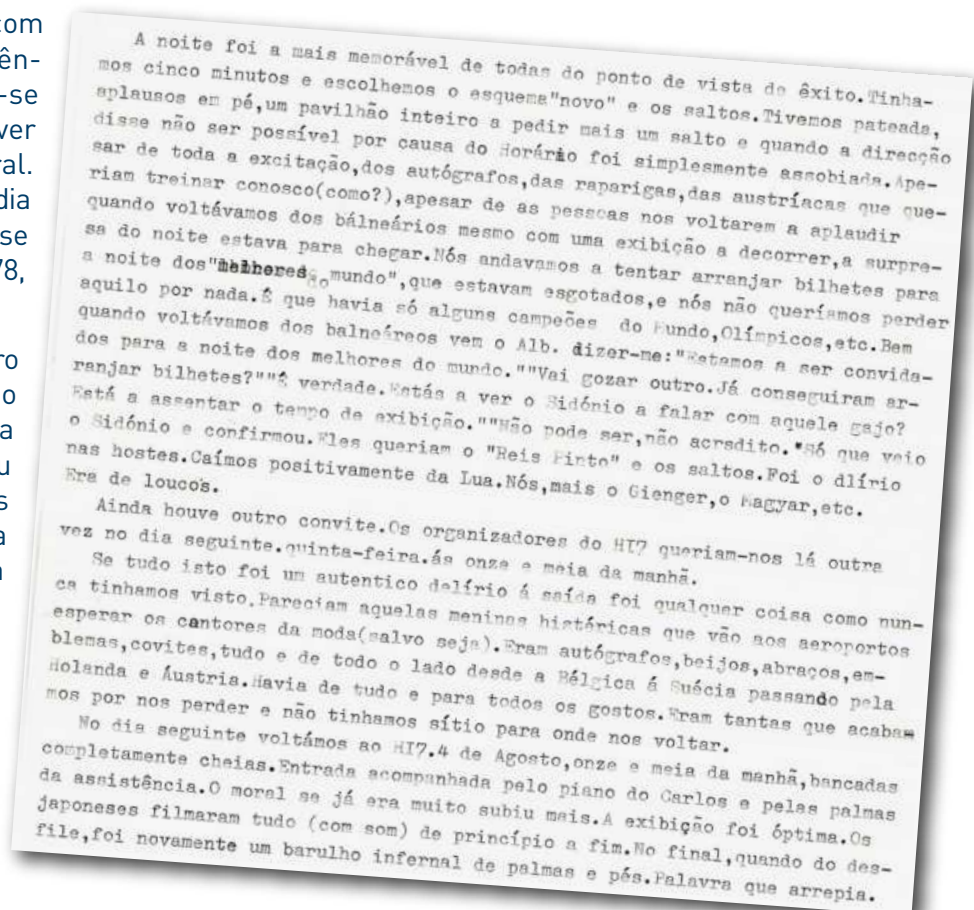 com
ên-
-se
ver
ral.
dia
se
78,
ro
o
a
u
s
a
A noite foi a mais memorável de todas do ponto de vista do êxito.Tinha-
mos cinco minutos e escolhemos o esquema"novo" e os saltos.Tivemos pateada,
aplausos em pé,um pavilhão inteiro a pedir mais um salto e quando a direcção
disse não ser possível por causa do Horário foi simplesmente assobiada.Ape-
sar de toda a excitação,dos autógrafos,das raparigas,das austríacas que que-
riam treinar conosco(como?),apesar de as pessoas nos voltarem a aplaudir
quando voltávamos dos bálneários mesmo com uma exibição a decorrer,a surpre-
sa do noite estava para chegar.Nós andavamos a tentar arranjar bilhetes para
a noite dos"melhores do mundo",que estavam esgotados,e nós não queríamos perder
aquilo por nada.É que havia só alguns campeões do Mundo,Olímpicos,etc.Bem
quando voltávamos dos balneáreos vem o Alb. dizer-me:"Estamos a ser convida-
dos para a noite dos melhores do mundo.""Vai gozar outro.Já conseguiram ar-
ranjar bilhetes?""É verdade.Estás a ver o Sidónio a falar com aquele gajo?
Está a assentar o tempo de exibição.""Não pode ser,não acrsdito."Só que veio
o Sidónio e confirmou.Eles queriam o "Reis Pinto" e os saltos.Foi o dlírio
nas hostes.Caímos positivamente da Lua.Nós,mais o Gienger,o Magyar,etc.
Era de loucos.
Ainda houve outro convite.Os organizadores do HI7 queriam-nos lá outra
vez no dia seguinte.quinta-feira.ás onze e meia da manhã.
Se tudo isto foi um autentico delírio á saída foi qualquer coisa como nun-
ca tinhamos visto.Pareciam aquelas meninas históricas que vão aos aeroportos
esperar os cantores da moda(salvo seja).Eram autógrafos,beijos,abraços,em-
blemas,covites,tudo e de todo o lado desde a Bélgica á Suécia passando pela
Holanda e Áustria.Havia de tudo e para todos os gostos.Eram tantas que acabam
mos por nos perder e não tinhamos sítio para onde nos voltar.
No dia seguinte voltámos ao HI7.4 de Agosto,onze e meia da manhã,bancadas
completamente cheias.Entrada acompanhada pelo piano do Carlos e pelas palmas
da assistência.O moral se já era muito subiu mais.A exibição foi óptima.Os
japoneses filmaram tudo (com som) de princípio a fim.No final,quando do des-
file,foi novamente um barulho infernal de palmas e pés.Palavra que arrepia.